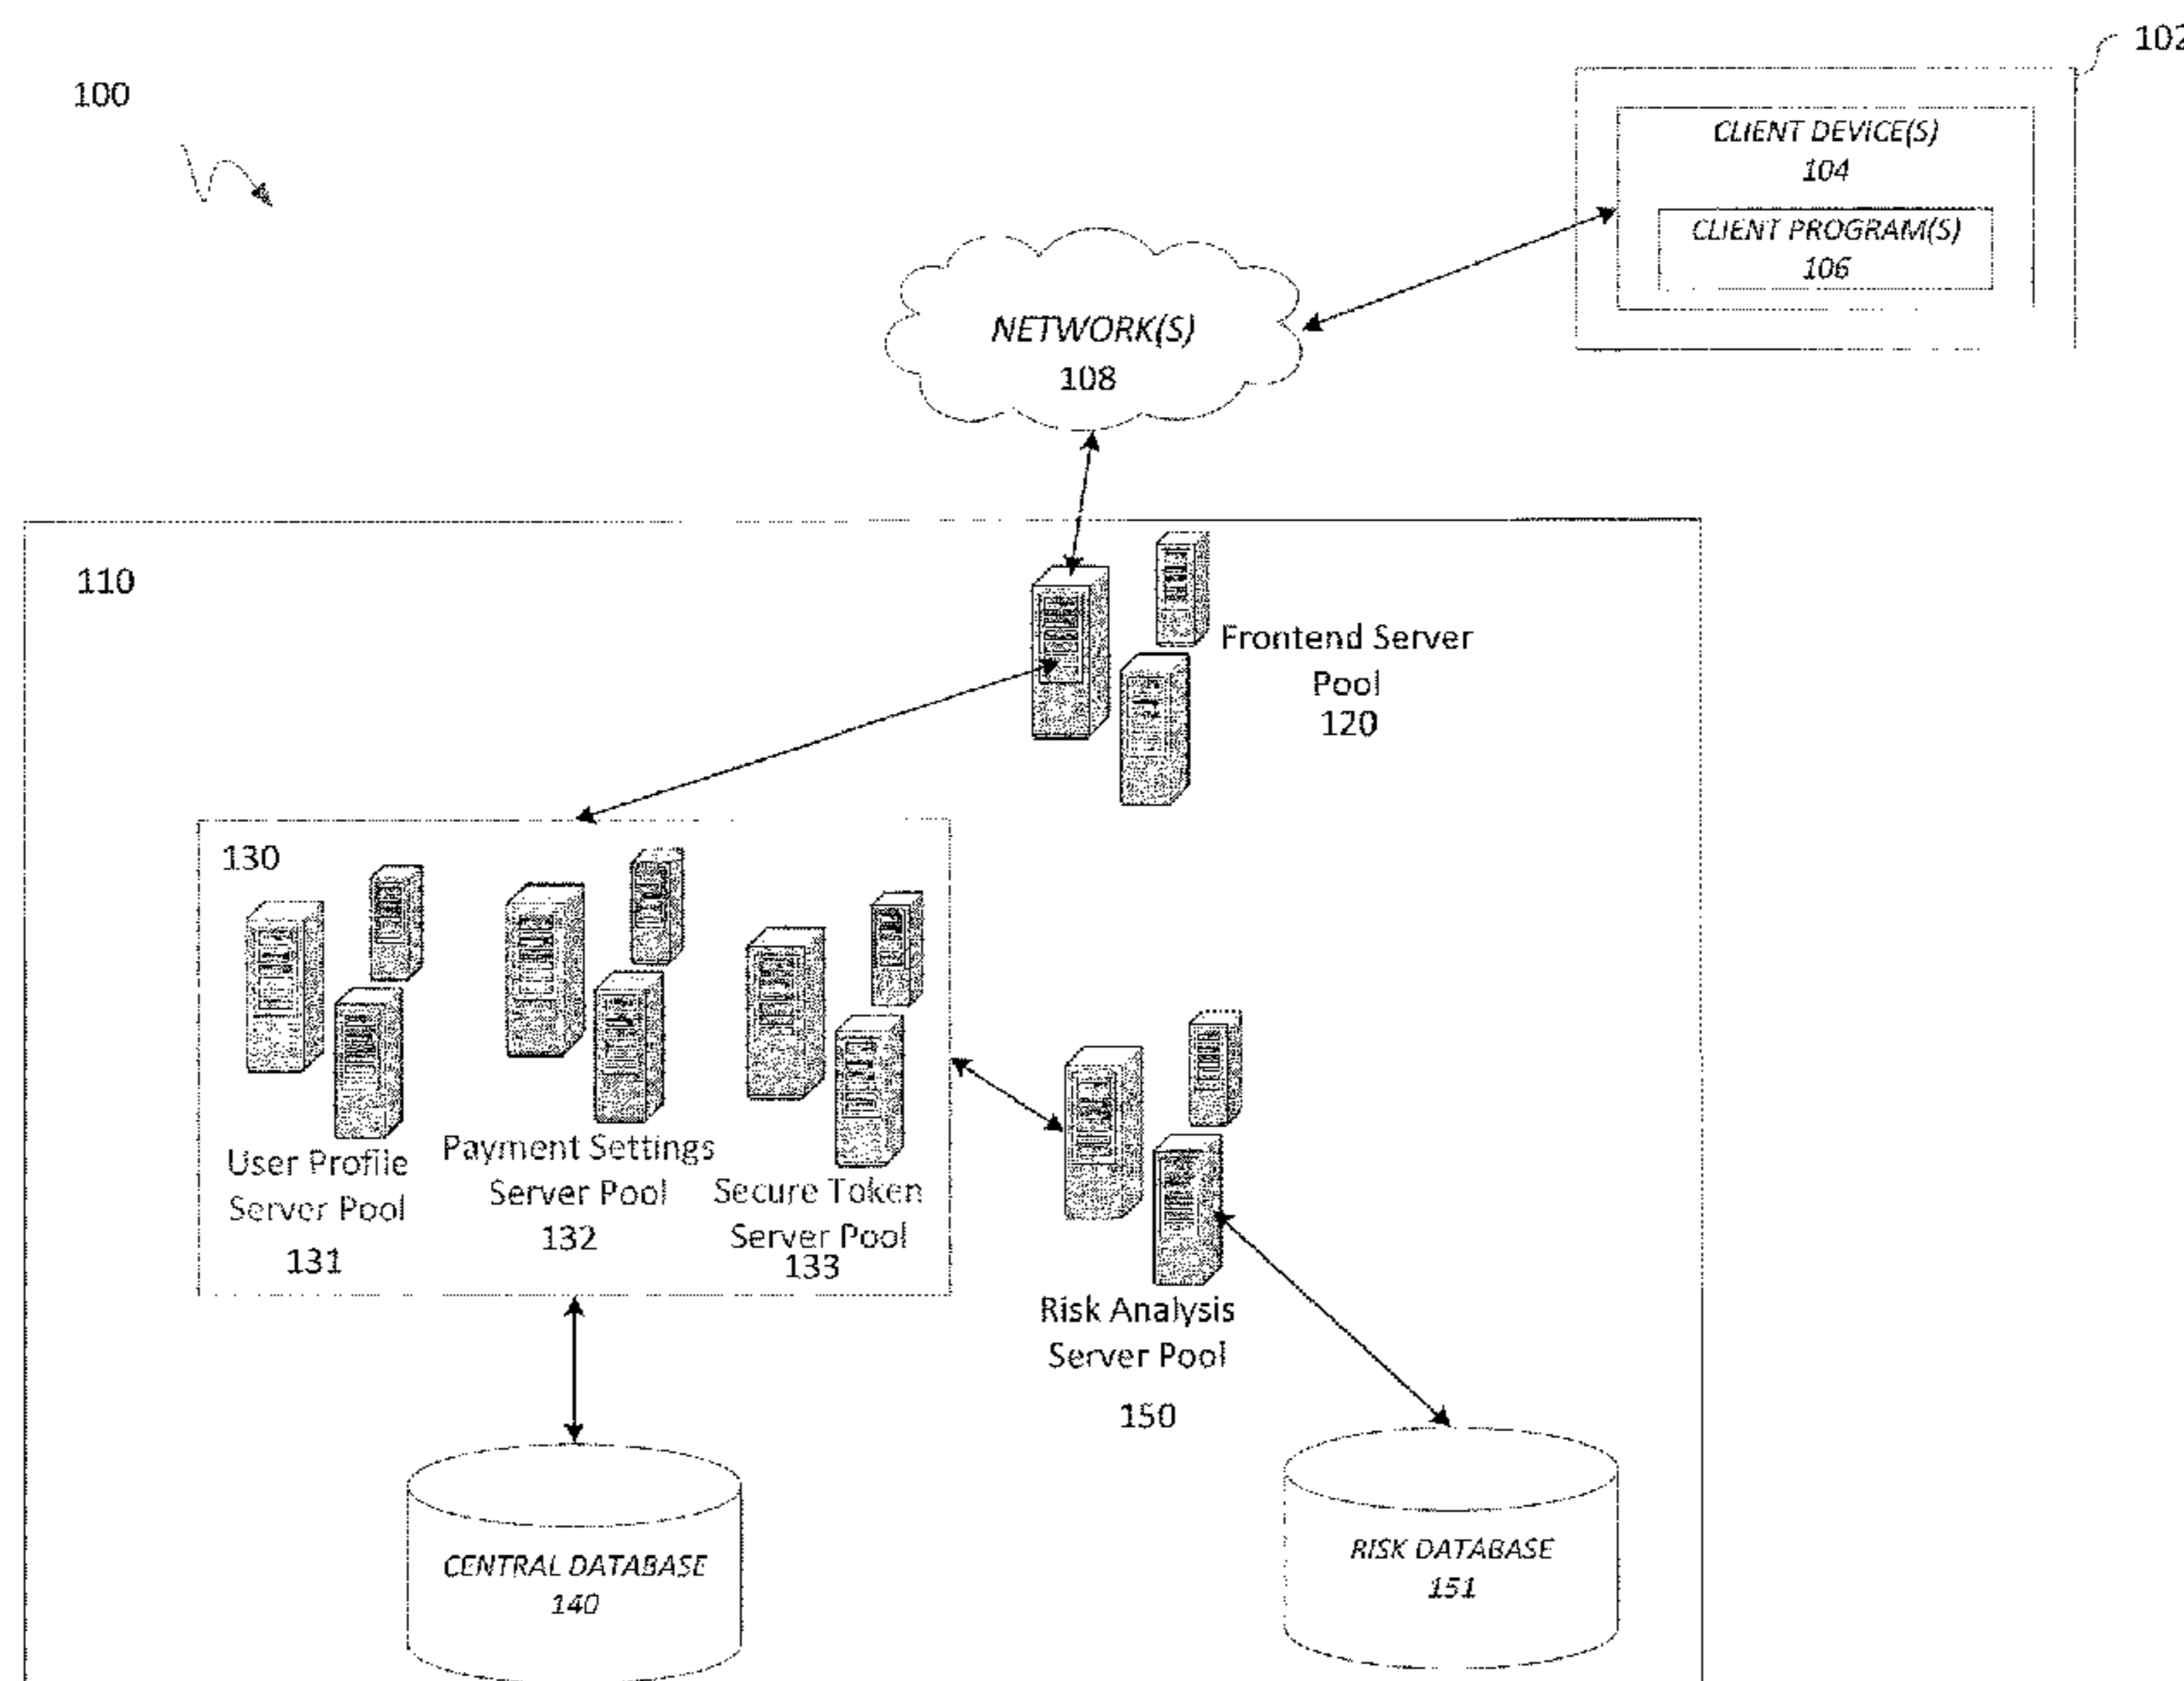 102
100
CLIENT DEVICE(S)
104
CLIENT PROGRAM(S)
106
NETWORK(S)
108
110
Frontend Server
Pool
120
130
User Profile
Server Pool
131
Payment Settings
Server Pool
132
Secure Token
Server Pool
133
Risk Analysis
Server Pool
150
CENTRAL DATABASE
140
RISK DATABASE
151